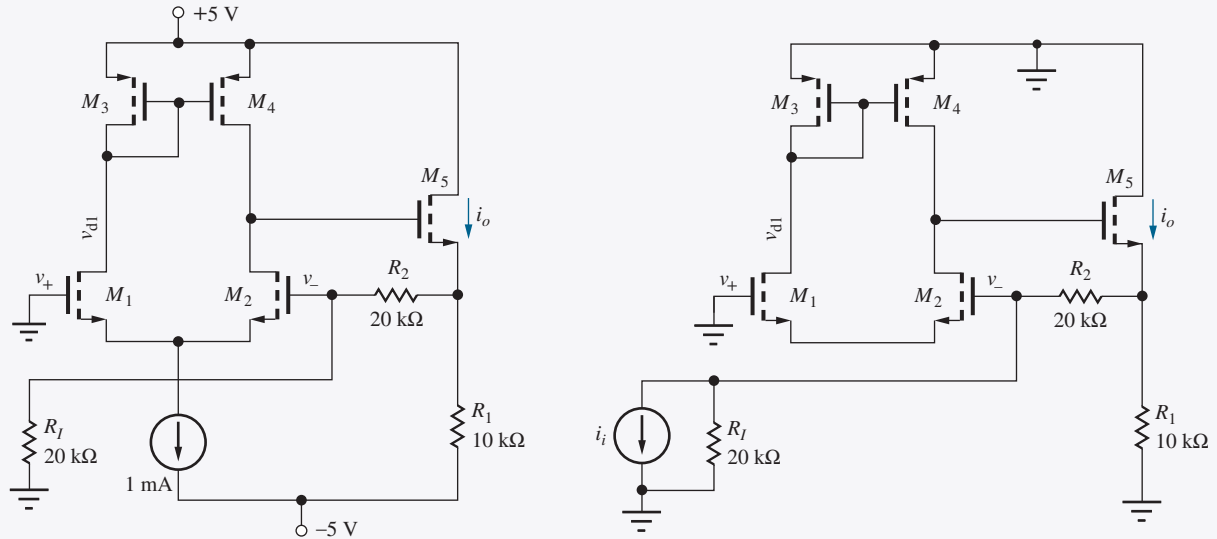 +5 V
M3
M4
M5
io
vd1
v+
M1
M2
v–
R2
20 kΩ
RI
20 kΩ
1 mA
R1
10 kΩ
–5 V
M3
M4
M5
io
vd1
v+
M1
M2
v–
R2
20 kΩ
ii
RI
20 kΩ
R1
10 kΩ